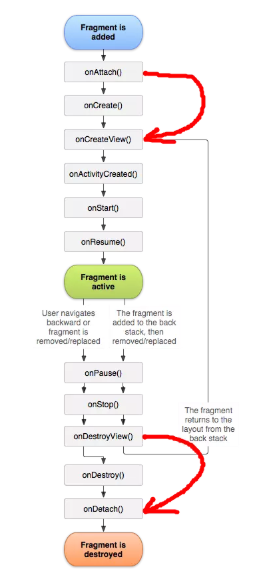 Fragment is
added
onAttach()
onCreate()
onCreateView()
onActivityCreated()
onStart()
onResume()
Fragment is
active
User navigates
backward or
fragment is
removed/replaced
The fragment is
added to the back
stack, then
removed/replaced
onPause()
onStop()
The fragment
returns to the
layout from the
back stack
onDestroyView()
onDestroy()
onDetach()
Fragment is
destroyed